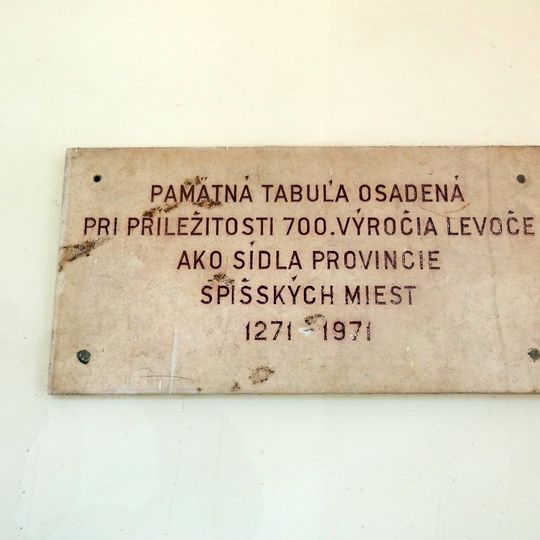 PAMÄTNÁ TABUĽA OSADENÁ
PRI PRÍLEŽITOSTI 700.VÝROČIA LEVOČE
AKO SÍDLA PROVINCIE
SPIŠSKÝCH MIEST
1271 - 1971